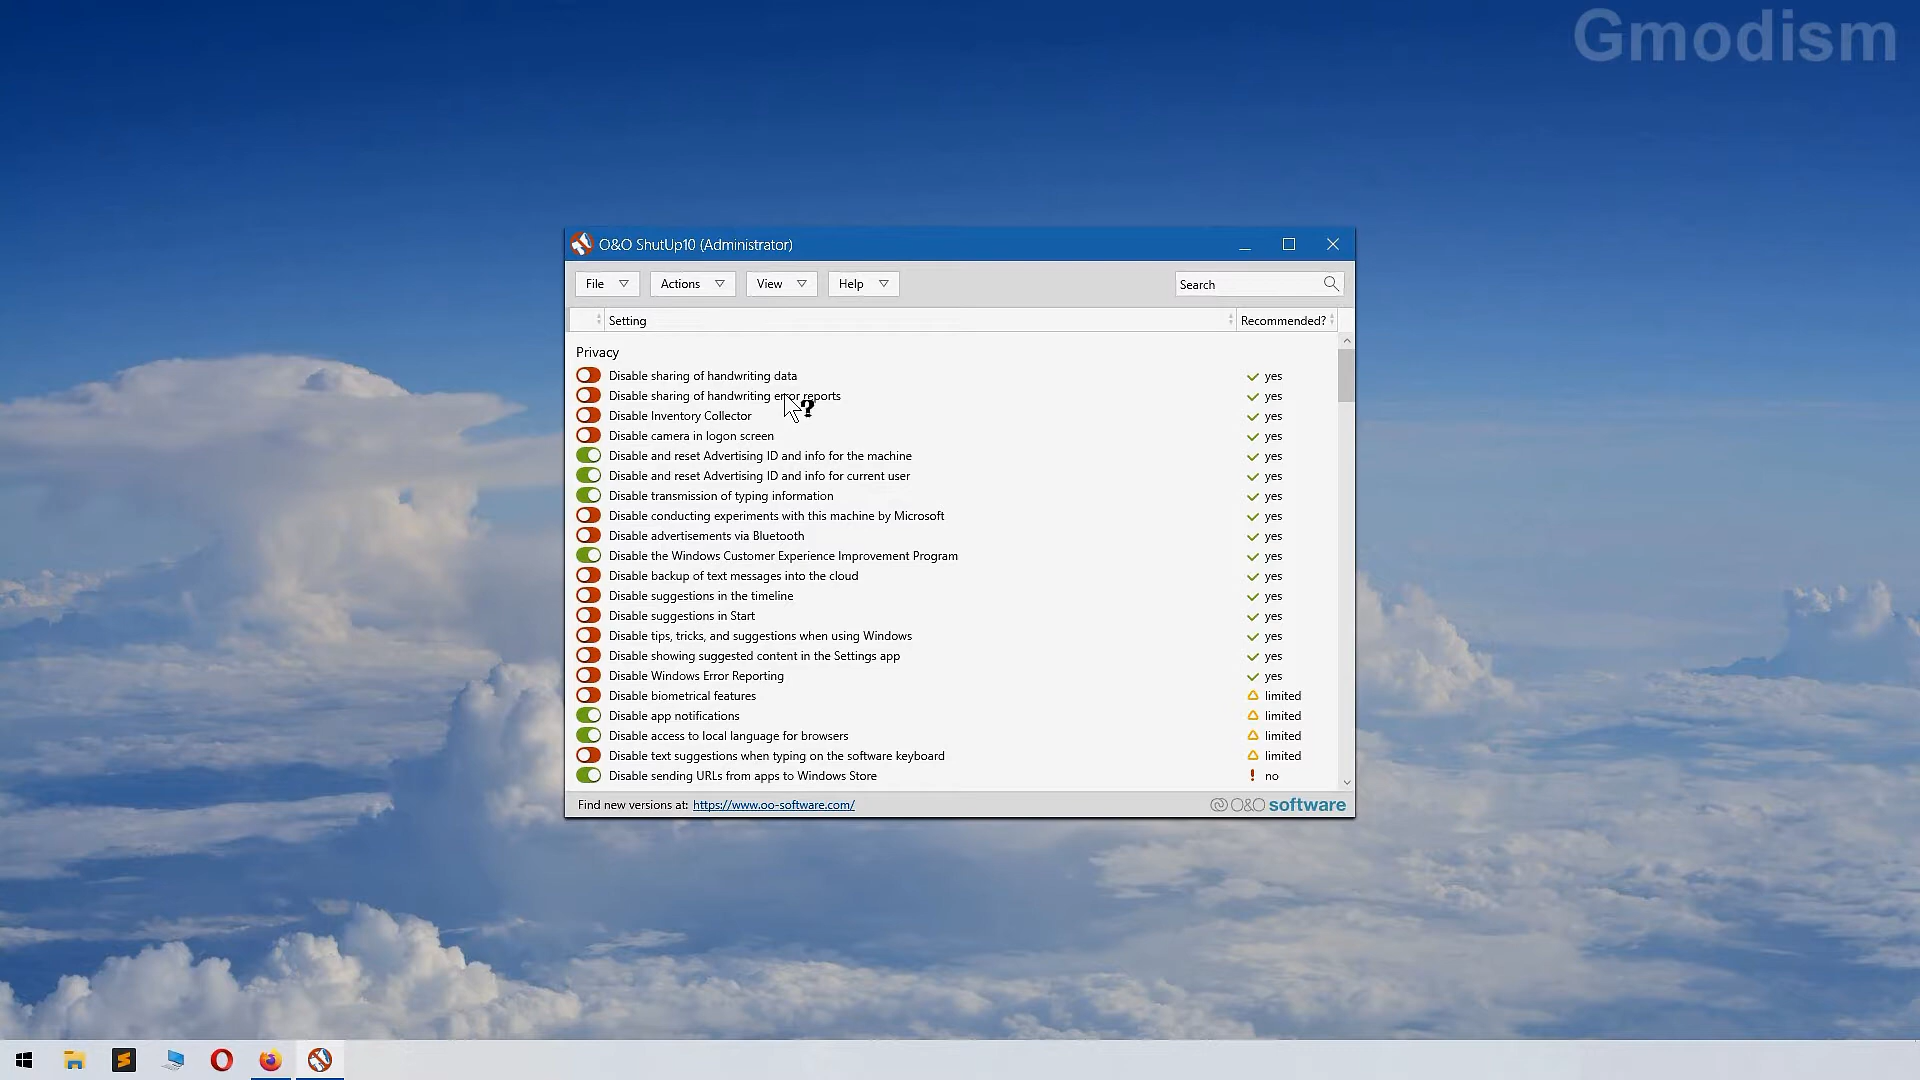 Gmodism
O&O ShutUp10 (Administrator)
File Actions View Help Search
Setting Recommended?
Privacy
Disable sharing of handwriting data yes
Disable sharing of handwriting error reports yes
Disable Inventory Collector yes
Disable camera in logon screen yes
Disable and reset Advertising ID and info for the machine yes
Disable and reset Advertising ID and info for current user yes
Disable transmission of typing information yes
Disable conducting experiments with this machine by Microsoft yes
Disable advertisements via Bluetooth yes
Disable the Windows Customer Experience Improvement Program yes
Disable backup of text messages into the cloud yes
Disable suggestions in the timeline yes
Disable suggestions in Start yes
Disable tips, tricks, and suggestions when using Windows yes
Disable showing suggested content in the Settings app yes
Disable Windows Error Reporting yes
Disable biometrical features limited
Disable app notifications limited
Disable access to local language for browsers limited
Disable text suggestions when typing on the software keyboard limited
Disable sending URLs from apps to Windows Store ! no
Find new versions at: https://www.oo-software.com/ O&O software